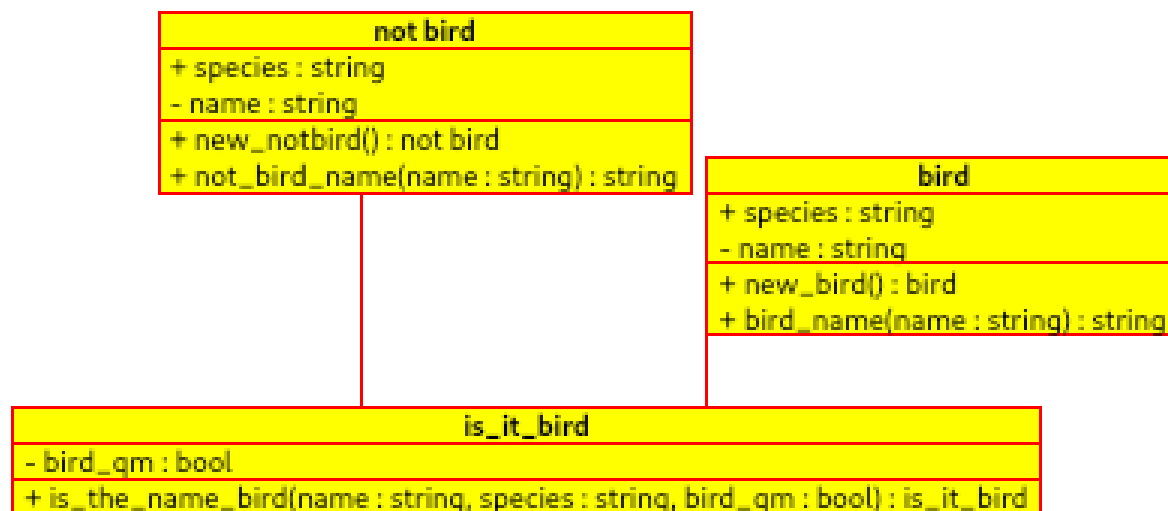 not bird
+ species : string
- name : string
+ new_notbird() : not bird
+ not_bird_name(name : string) : string
bird
+ species : string
- name : string
+ new_bird() : bird
+ bird_name(name : string) : string
is_it_bird
- bird_qm : bool
+ is_the_name_bird(name : string, species : string, bird_qm : bool) : is_it_bird